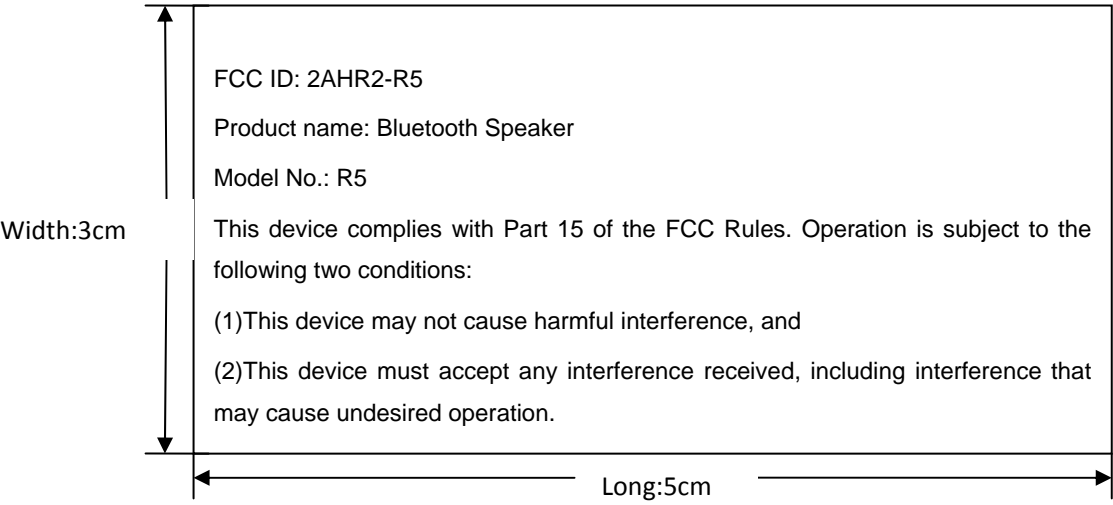 FCC ID: 2AHR2-R5
Product name: Bluetooth Speaker
Model No.: R5
Width:3cm
This device complies with Part 15 of the FCC Rules. Operation is subject to the
following two conditions:
(1)This device may not cause harmful interference, and
(2)This device must accept any interference received, including interference that
may cause undesired operation.
Long:5cm